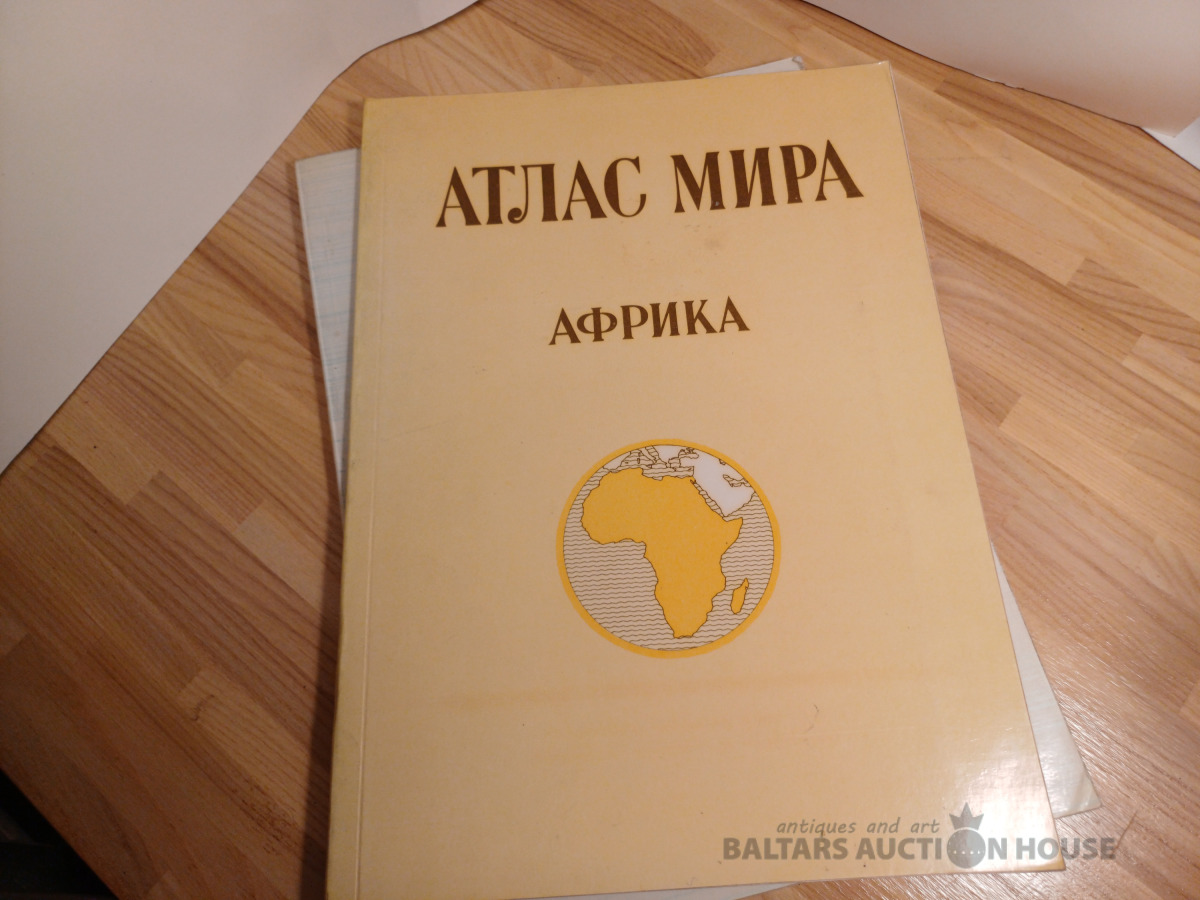 АТЛАС МИРА
АФРИКА
antiques and art
BALTARS AUCTION HOUSE